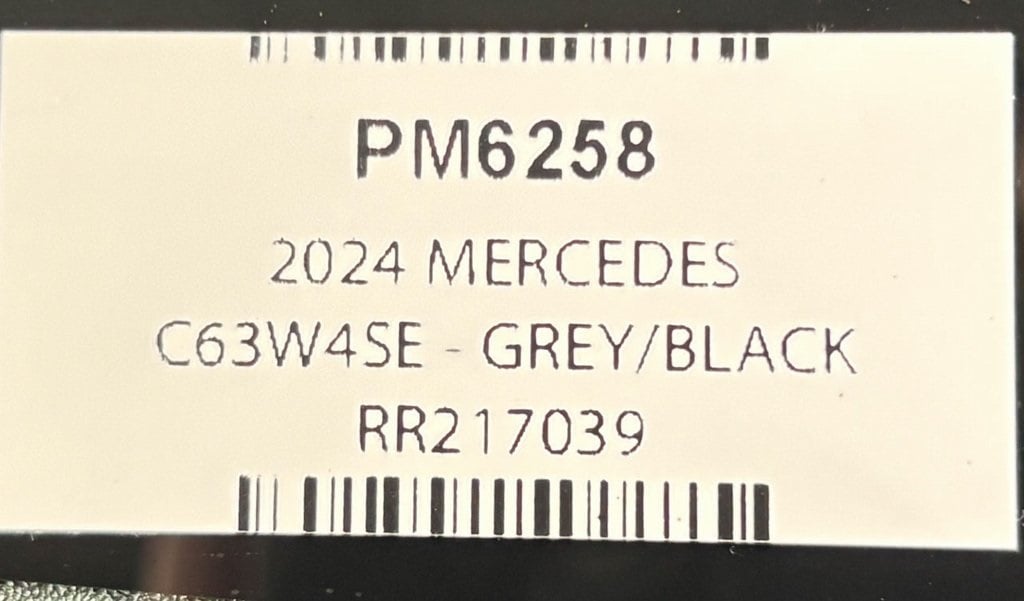 PM6258
2024 MERCEDES
C63W4SE - GREY/BLACK
RR217039